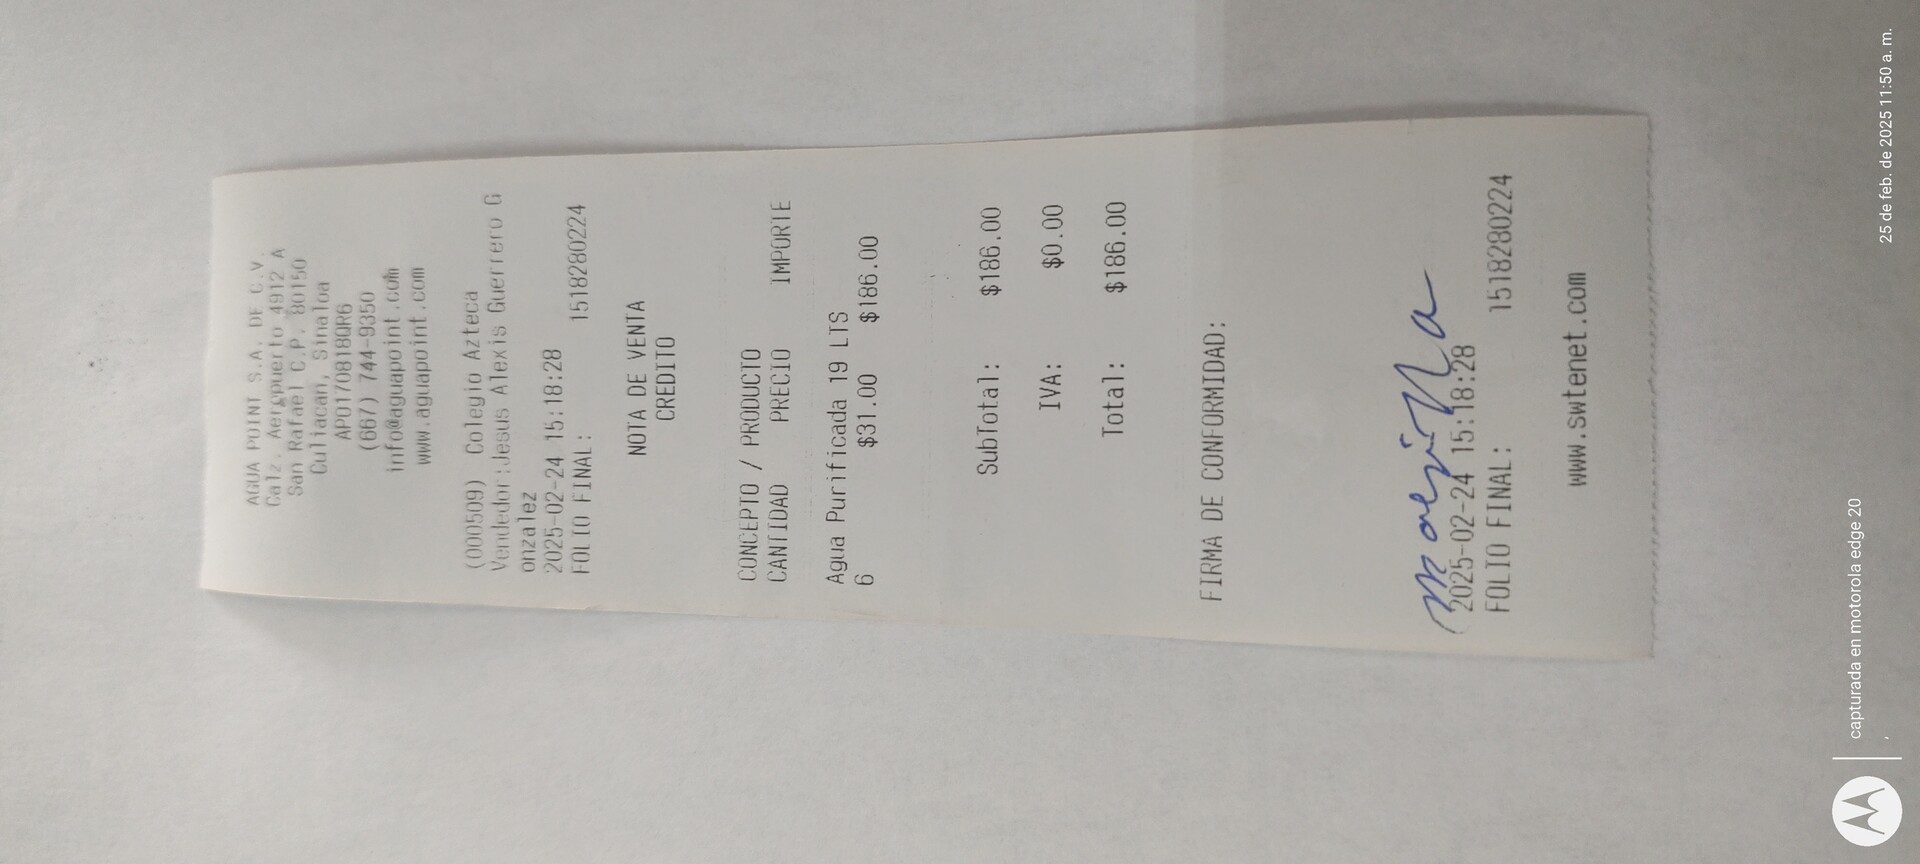 AGUA POINT S.A. DE C.V.
Calz. Aeropuerto 4912 A
San Rafael C.P. 80150
Culiacan, Sinaloa
APO170818QR6
(667) 744-9350
info@aguapoint.com
www.aguapoint.com
(000509) Colegio Azteca
Vendedor:Jesus Alexis Guerrero G
onzalez
2025-02-24 15:18:28
FOLIO FINAL: 1518280224
NOTA DE VENTA
CREDITO
CONCEPTO / PRODUCTO
CANTIDAD PRECIO IMPORTE
Agua Purificada 19 LTS
6 $31.00 $186.00
SubTotal: $186.00
IVA: $0.00
Total: $186.00
FIRMA DE CONFORMIDAD:
2025-02-24 15:18:28
FOLIO FINAL: 1518280224
www.swtenet.com
capturada en motorola edge 20
,
25 de feb. de 2025 11:50 a. m.